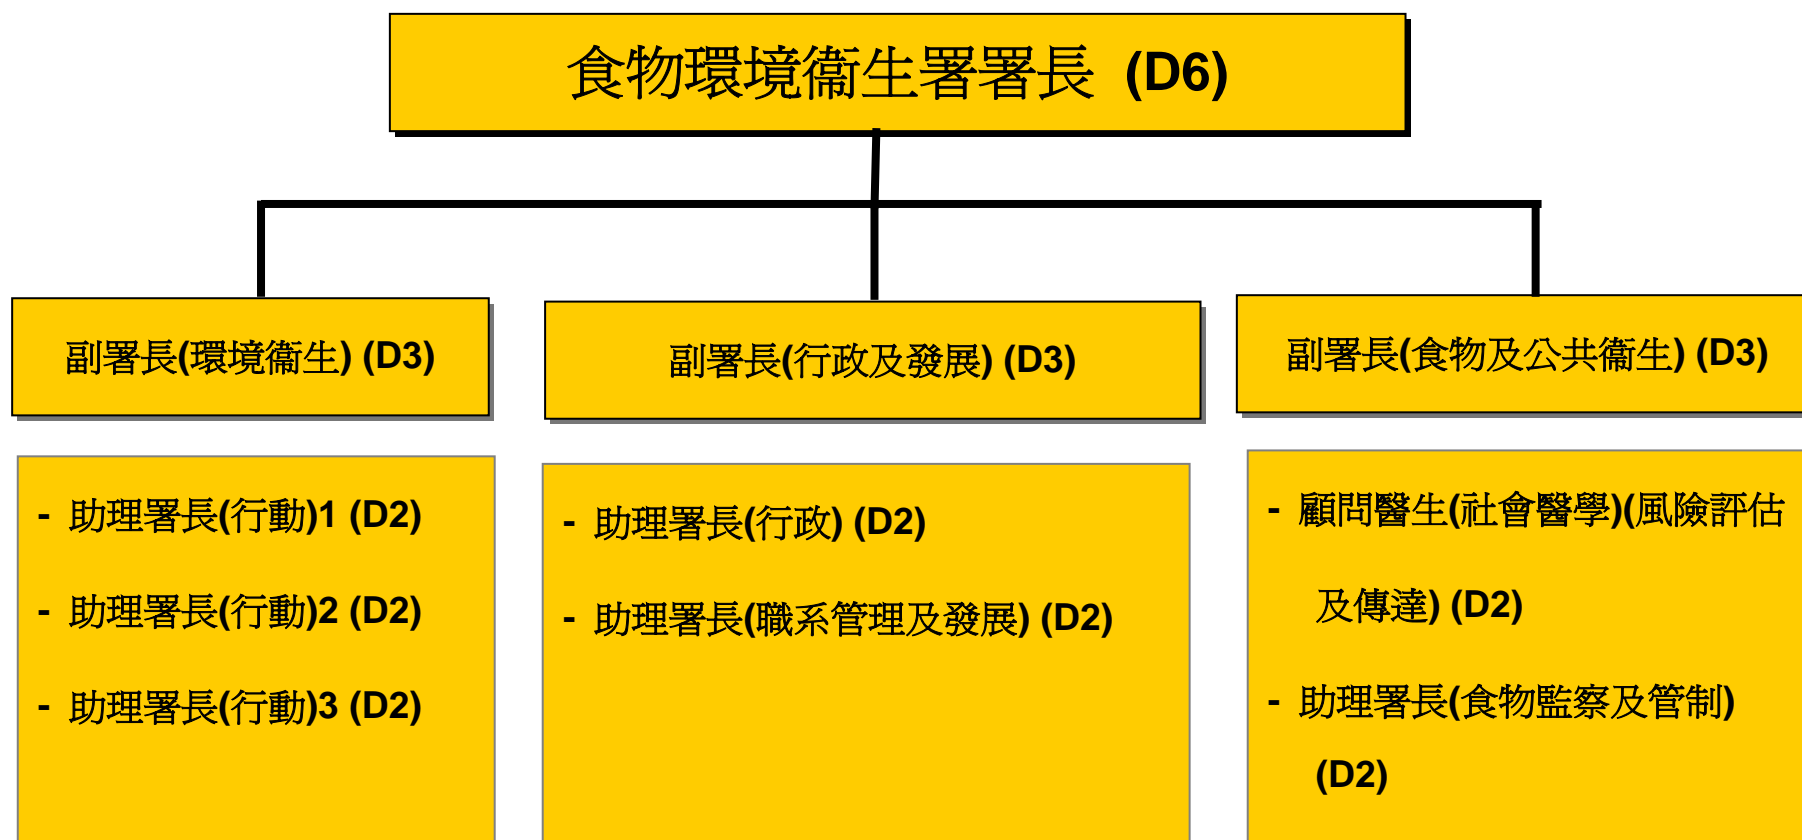 食物環境衞生署署長 (D6)
副署長(環境衞生) (D3)
副署長(行政及發展) (D3)
副署長(食物及公共衞生) (D3)
- 助理署長(行動)1 (D2)
- 助理署長(行動)2 (D2)
- 助理署長(行動)3 (D2)
- 助理署長(行政) (D2)
- 助理署長(職系管理及發展) (D2)
- 顧問醫生(社會醫學)(風險評估
及傳達) (D2)
- 助理署長(食物監察及管制)
(D2)